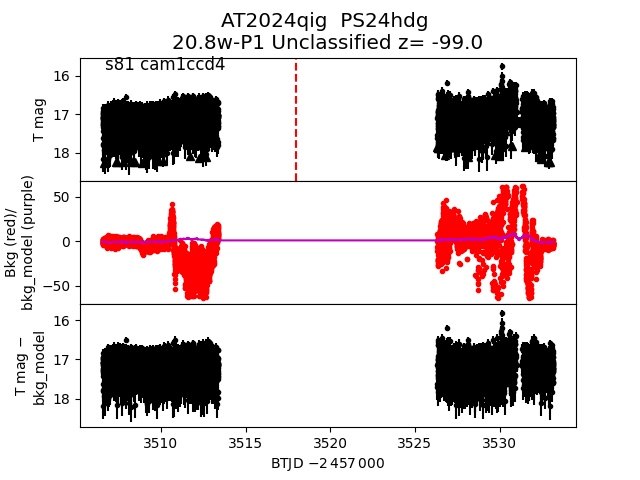 AT2024qig  PS24hdg
20.8w-P1 Unclassified z= -99.0
s81 cam1ccd4
T mag
16
17
18
Bkg (red)/
bkg_model (purple)
50
0
−50
T mag −
bkg_model
16
17
18
3510
3515
3520
3525
3530
BTJD −2 457 000